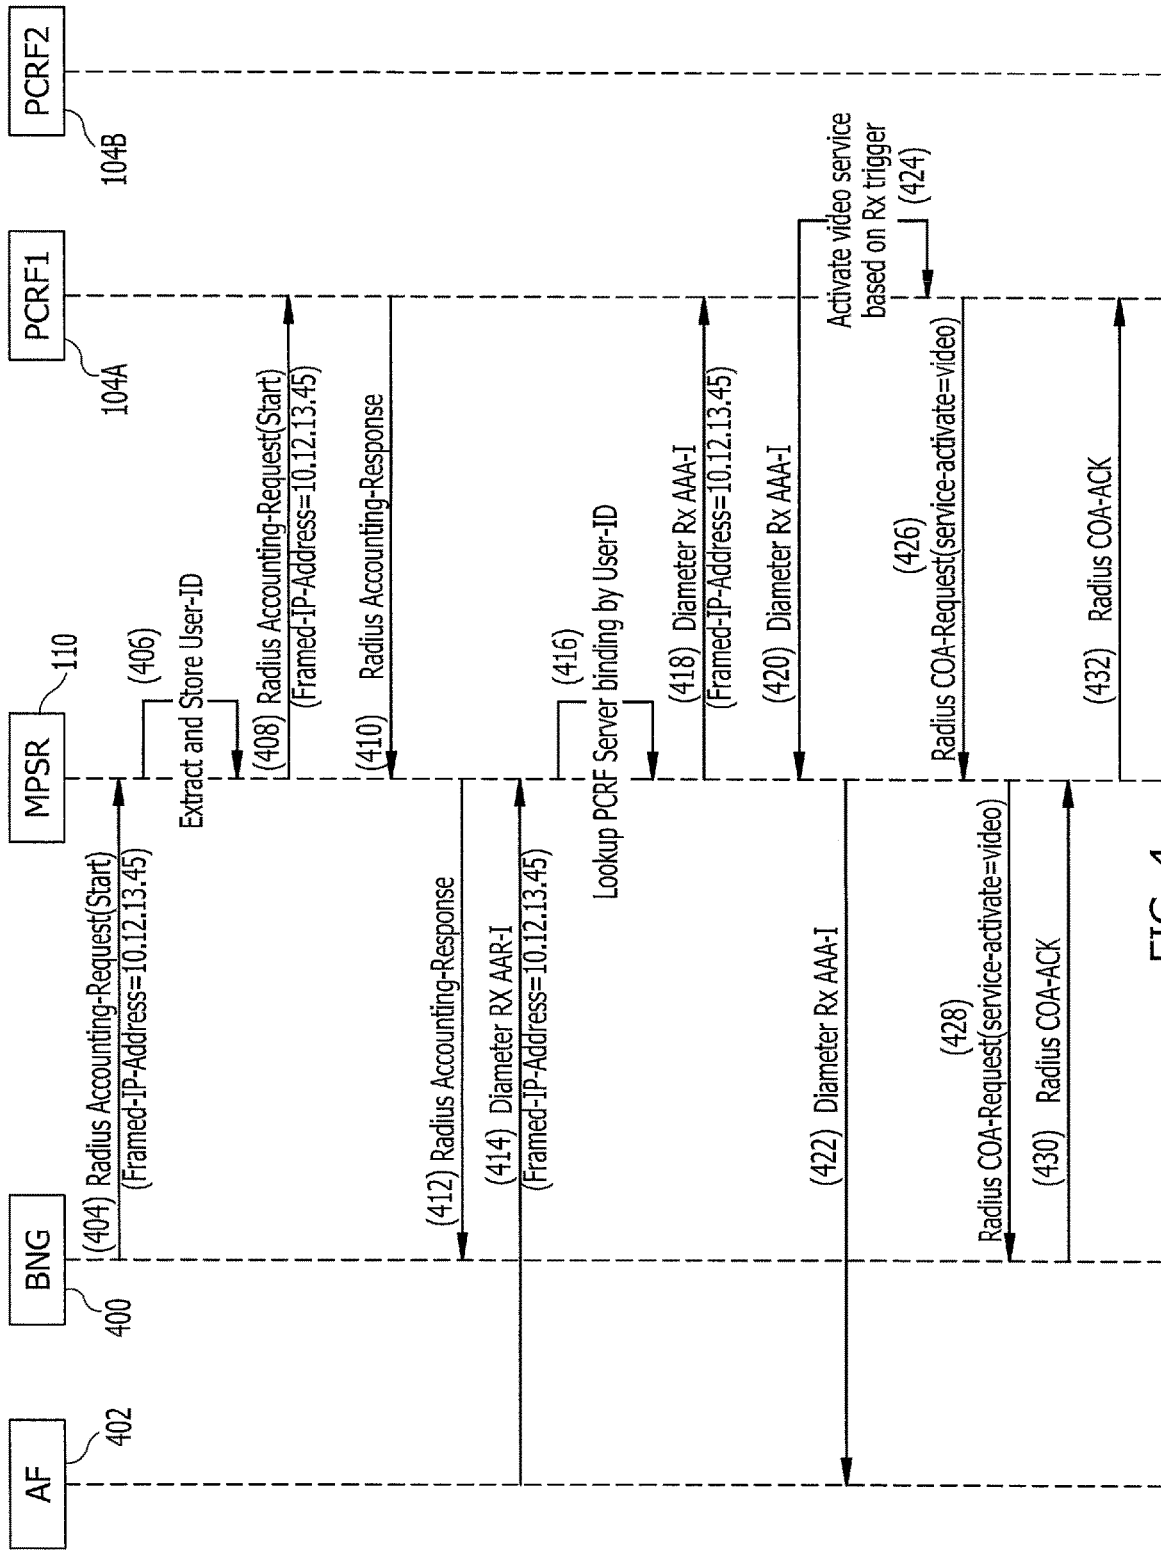 AF
402
BNG
400
MPSR
110
PCRF1
104A
PCRF2
104B
(404) Radius Accounting-Request(Start)
(Framed-IP-Address=10.12.13.45)
(406)
Extract and Store User-ID
(408) Radius Accounting-Request(Start)
(Framed-IP-Address=10.12.13.45)
(410) Radius Accounting-Response
(412) Radius Accounting-Response
(414) Diameter RX AAR-I
(Framed-IP-Address=10.12.13.45)
(416)
Lookup PCRF Server binding by User-ID
(418) Diameter Rx AAA-I
(Framed-IP-Address=10.12.13.45)
(420) Diameter Rx AAA-I
Activate video service
based on Rx trigger
(424)
(422) Diameter Rx AAA-I
(426)
Radius COA-Request(service-activate=video)
(428)
Radius COA-Request(service-activate=video)
(430) Radius COA-ACK
(432) Radius COA-ACK